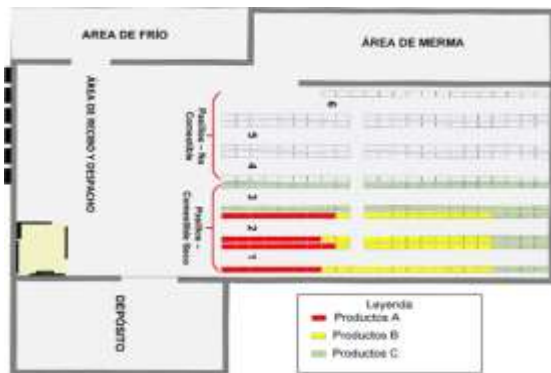 AREA DE FRÍO
ÁREA DE MERMA
ÁREA DE RECIBO Y DESPACHO
Pasillos – No
Comestible
6
5
4
Pasillos –
Comestible Seco
3
2
1
DEPÓSITO
Leyenda
Productos A
Productos B
Productos C